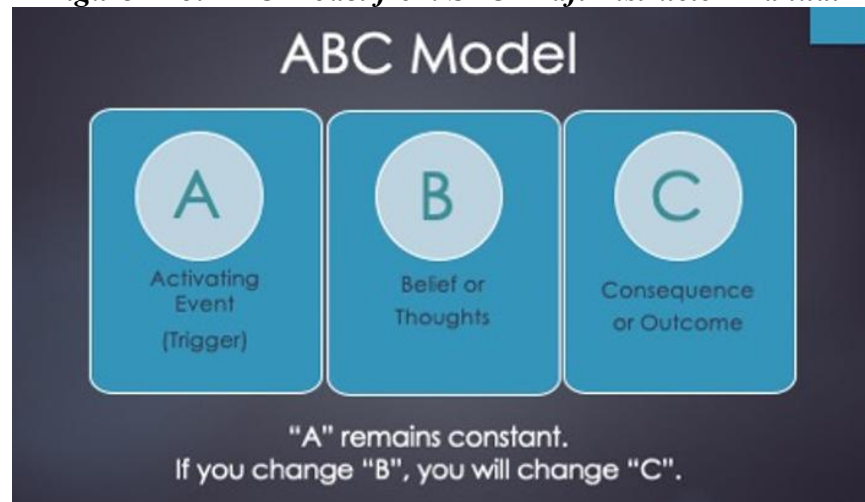 ABC Model
A
Activating
Event
(Trigger)
B
Belief or
Thoughts
C
Consequence
or Outcome
“A” remains constant.
If you change “B”, you will change “C”.